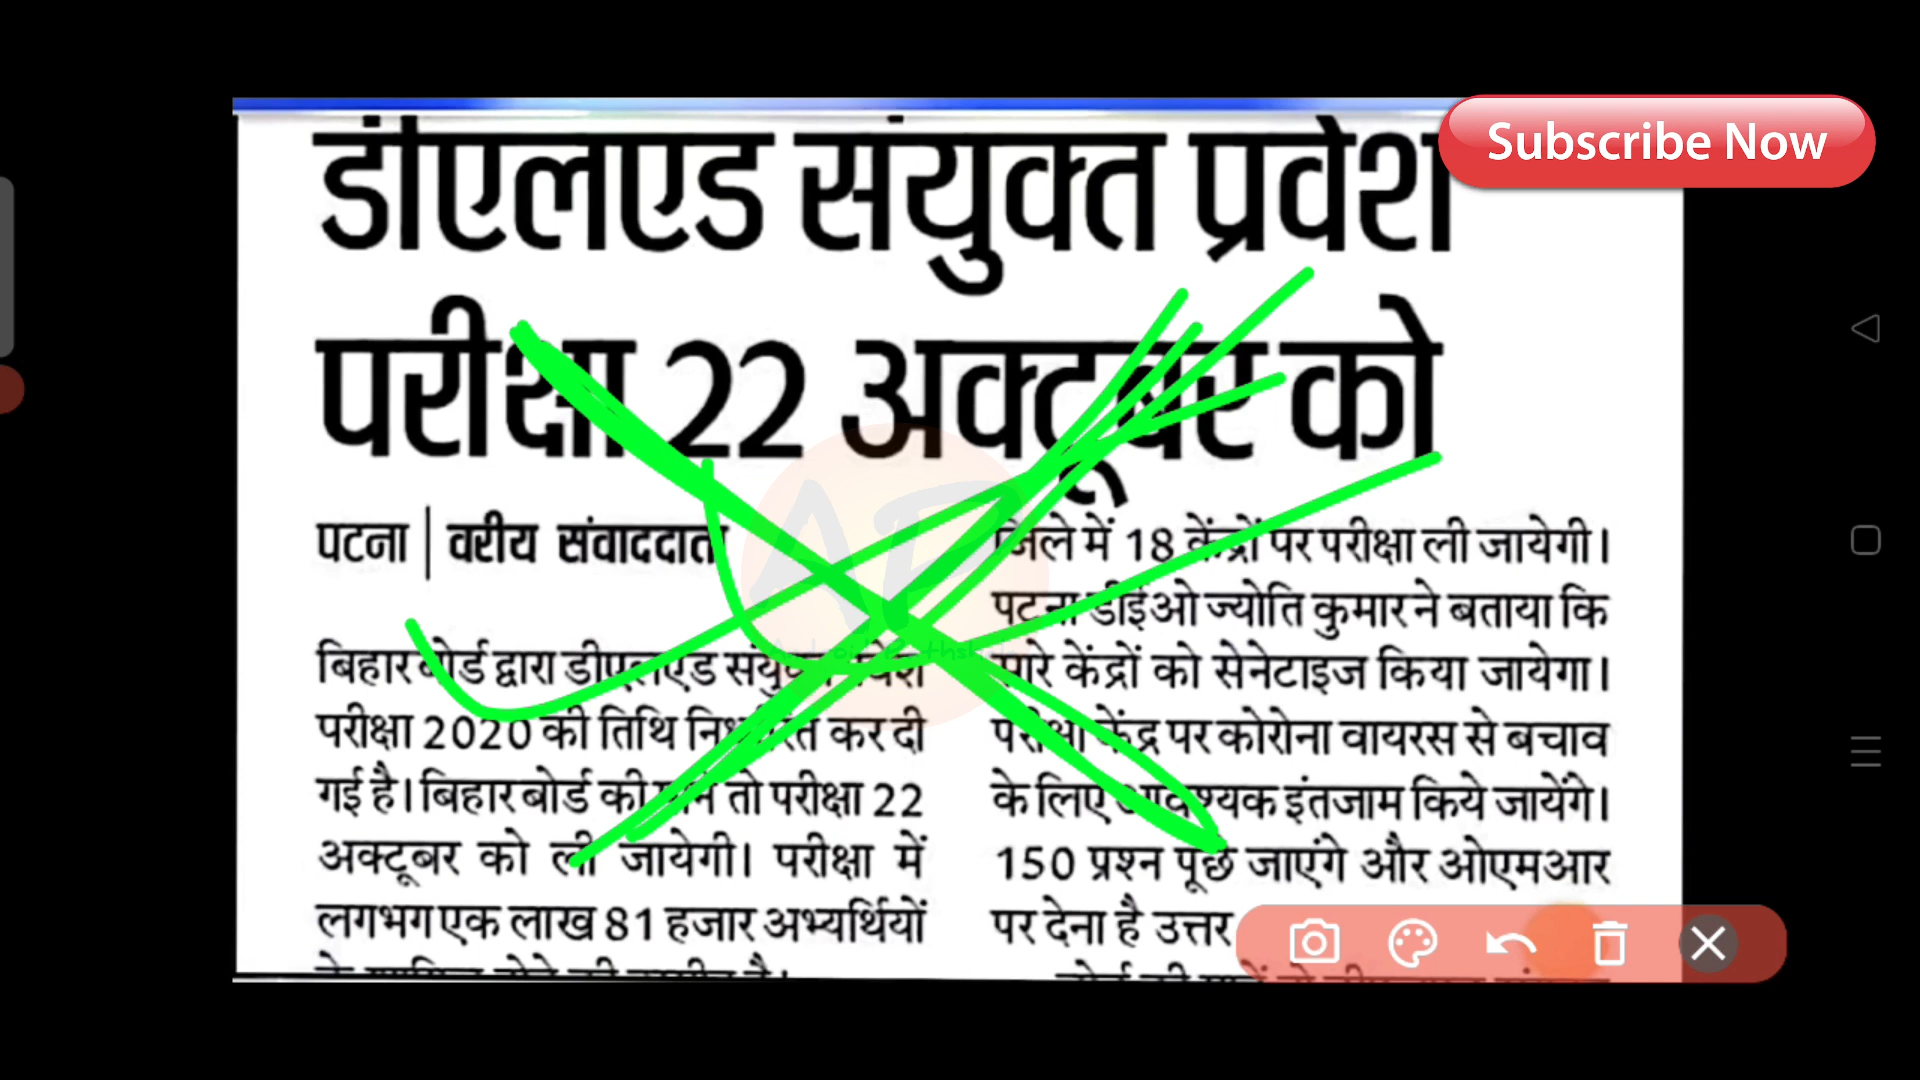 डीएलएड संयुक्त प्रवेश
परीक्षा 22 अक्टूबर को
Subscribe Now
पटना | वरीय संवाददाता
बिहार बोर्ड द्वारा डीएलएड संयुक्त प्रवेश
परीक्षा 2020 की तिथि निर्धारित कर दी
गई है। बिहार बोर्ड की मानें तो परीक्षा 22
अक्टूबर को ली जायेगी। परीक्षा में
लगभग एक लाख 81 हजार अभ्यर्थियों
जिले में 18 केंद्रों पर परीक्षा ली जायेगी।
पटना डीईओ ज्योति कुमार ने बताया कि
सारे केंद्रों को सेनेटाइज किया जायेगा।
परीक्षा केंद्र पर कोरोना वायरस से बचाव
के लिए आवश्यक इंतजाम किये जायेंगे।
150 प्रश्न पूछे जाएंगे और ओएमआर
पर देना है उत्तर
AP